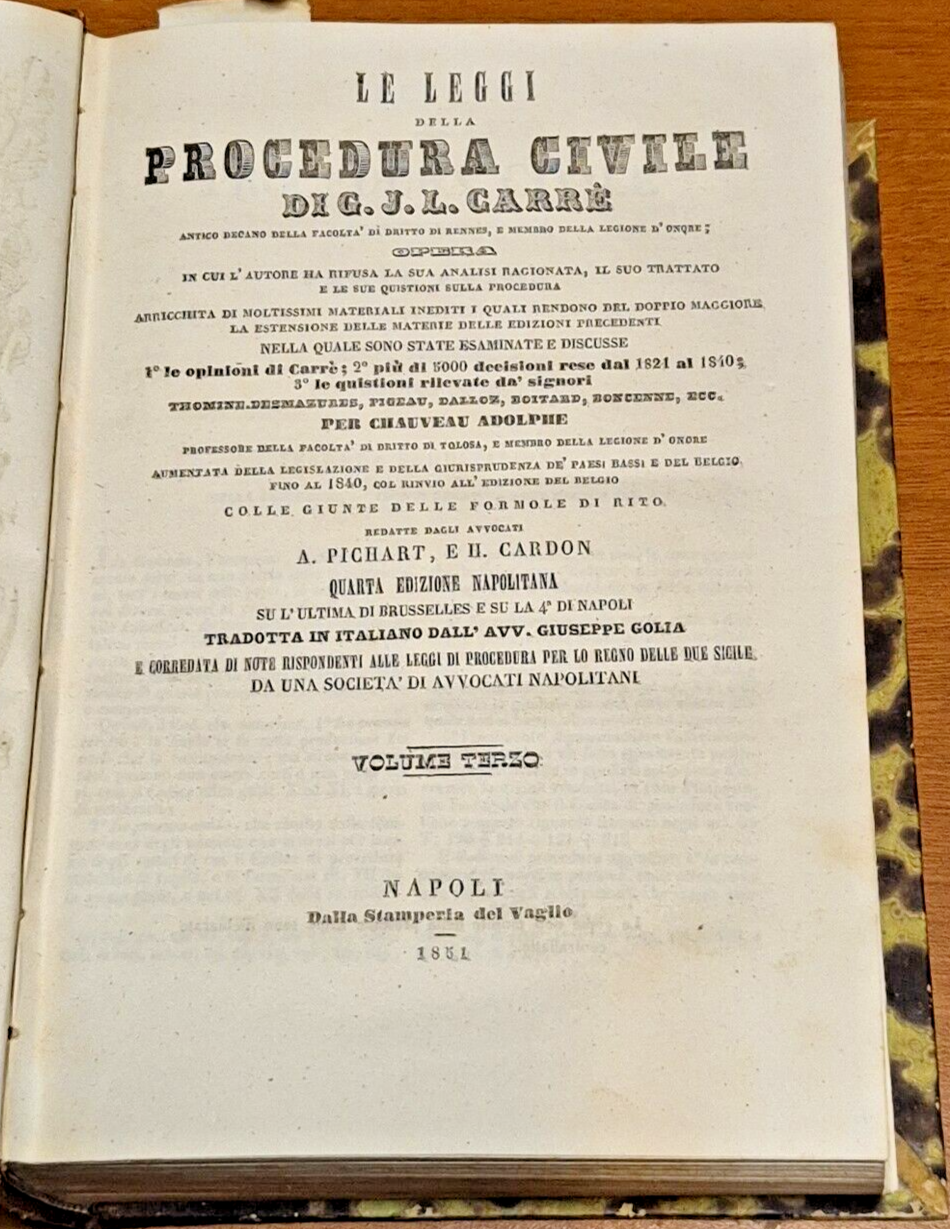 LE LEGGI
DELLA
PROCEDURA CIVILE
DI G. J. L. CARRÈ
ANTICO DECANO DELLA FACOLTA' DI DRITTO DI RENNES, E MEMBRO DELLA LEGIONE D'ONORE;
OPERA
IN CUI L'AUTORE HA RIFUSA LA SUA ANALISI RAGIONATA, IL SUO TRATTATO
E LE SUE QUISTIONI SULLA PROCEDURA
ARRICCHITA DI MOLTISSIMI MATERIALI INEDITI I QUALI RENDONO DEL DOPPIO MAGGIORE
LA ESTENSIONE DELLE MATERIE DELLE EDIZIONI PRECEDENTI
NELLA QUALE SONO STATE ESAMINATE E DISCUSSE
1° le opinioni di Carrè; 2° più di 5000 decisioni rese dal 1821 al 1840;
3° le quistioni rilevate da' signori
THOMINE-DESMAZURES, PIGEAU, DALLOZ, BOITARD, BONCENNE, ECC.
PER CHAUVEAU ADOLPHE
PROFESSORE DELLA FACOLTA' DI DRITTO DI TOLOSA, E MEMBRO DELLA LEGIONE D'ONORE
AUMENTATA DELLA LEGISLAZIONE E DELLA GIURISPRUDENZA DE' PAESI BASSI E DEL BELGIO
FINO AL 1840, COL RINVIO ALL'EDIZIONE DEL BELGIO
COLLE GIUNTE DELLE FORMOLE DI RITO
REDATTE DAGLI AVVOCATI
A. PICHART, E H. CARDON
QUARTA EDIZIONE NAPOLITANA
SU L'ULTIMA DI BRUSSELLES E SU LA 4ª DI NAPOLI
TRADOTTA IN ITALIANO DALL' AVV. GIUSEPPE GOLIA
E CORREDATA DI NOTE RISPONDENTI ALLE LEGGI DI PROCEDURA PER LO REGNO DELLE DUE SICILE
DA UNA SOCIETA' DI AVVOCATI NAPOLITANI
VOLUME TERZO
NAPOLI
Dalla Stamperia del Vaglio
1851